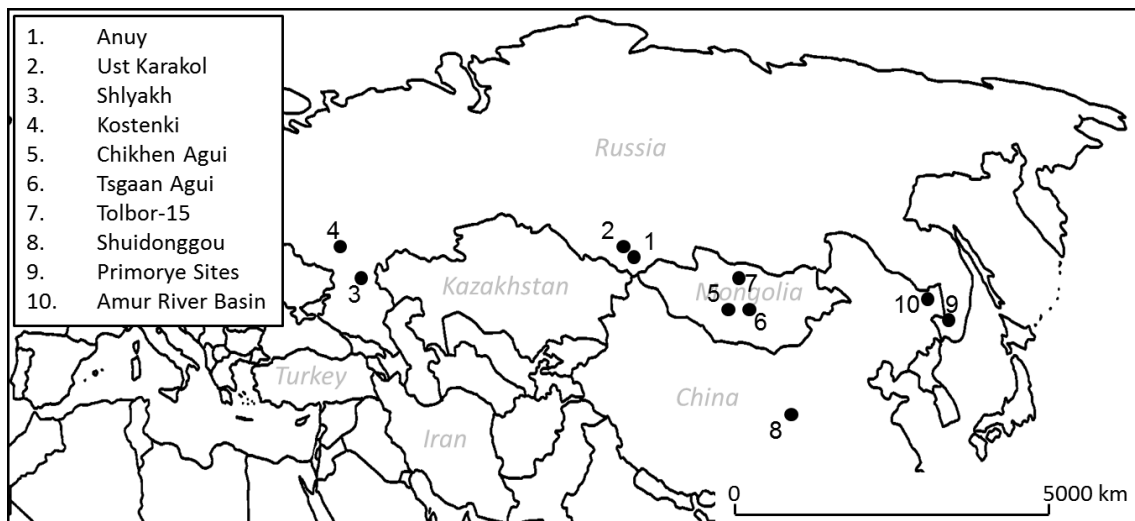 1. Anuy
2. Ust Karakol
3. Shlyakh
4. Kostenki
5. Chikhen Agui
6. Tsgaan Agui
7. Tolbor-15
8. Shuidonggou
9. Primorye Sites
10. Amur River Basin
Russia
4
2
1
3
Kazakhstan
7
Mongolia
5
6
10
9
Turkey
China
Iran
8
0
5000 km